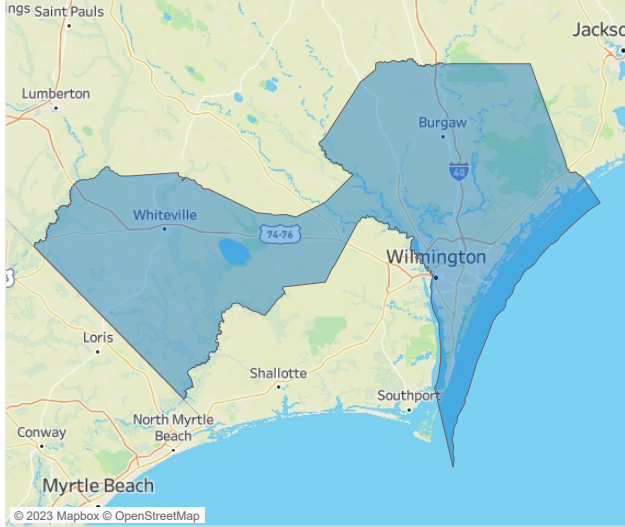 ngs
Saint Pauls
Jackso
Lumberton
Burgaw
40
Whiteville
74-76
Wilmington
Loris
Shallotte
Southport
North Myrtle
Beach
Conway
Myrtle Beach
© 2023 Mapbox © OpenStreetMap